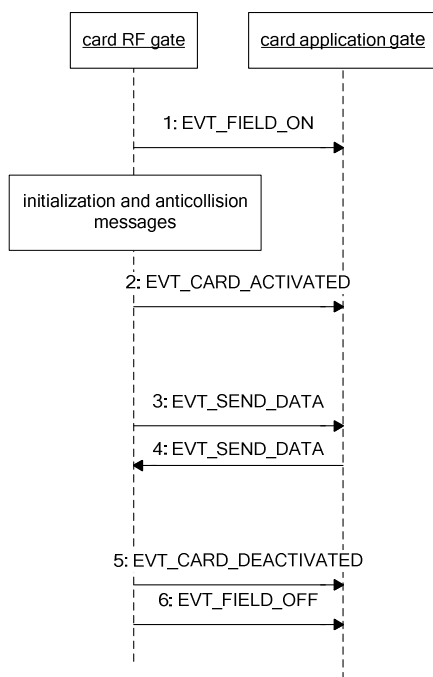 card RF gate
card application gate
1: EVT_FIELD_ON
initialization and anticollision
messages
2: EVT_CARD_ACTIVATED
3: EVT_SEND_DATA
4: EVT_SEND_DATA
5: EVT_CARD_DEACTIVATED
6: EVT_FIELD_OFF